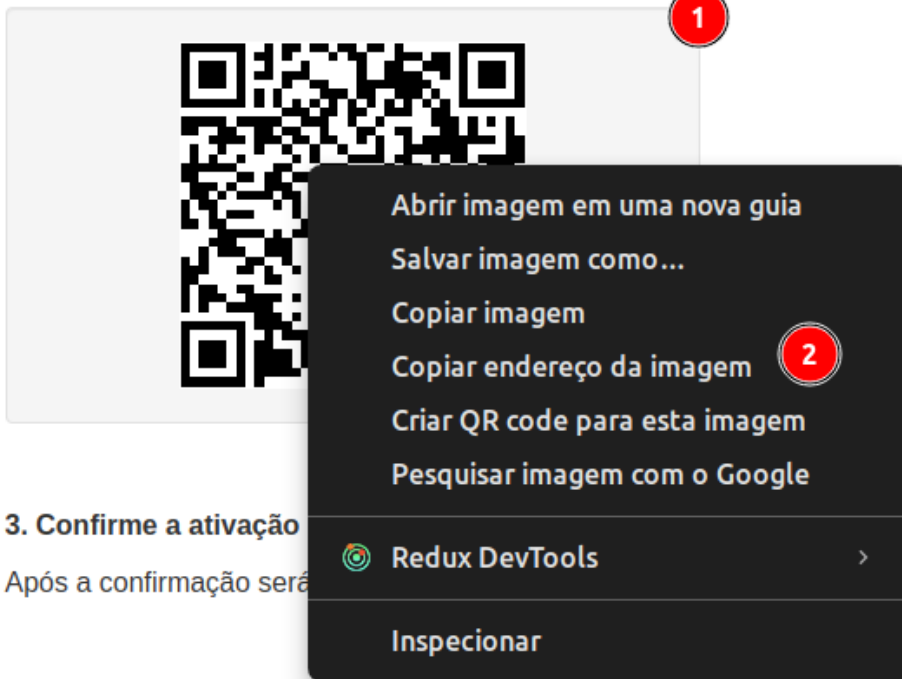 1
Abrir imagem em uma nova guia
Salvar imagem como...
Copiar imagem
Copiar endereço da imagem
2
Criar QR code para esta imagem
Pesquisar imagem com o Google
3. Confirme a ativação
Redux DevTools
Após a confirmação será
Inspecionar